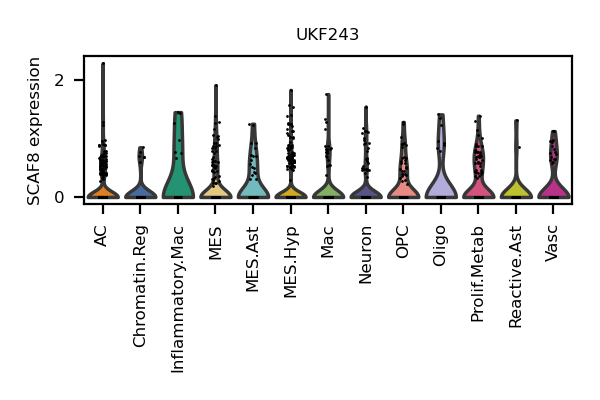 UKF243
SCAF8 expression
2
0
AC
Chromatin.Reg
Inflammatory.Mac
MES
MES.Ast
MES.Hyp
Mac
Neuron
OPC
Oligo
Prolif.Metab
Reactive.Ast
Vasc